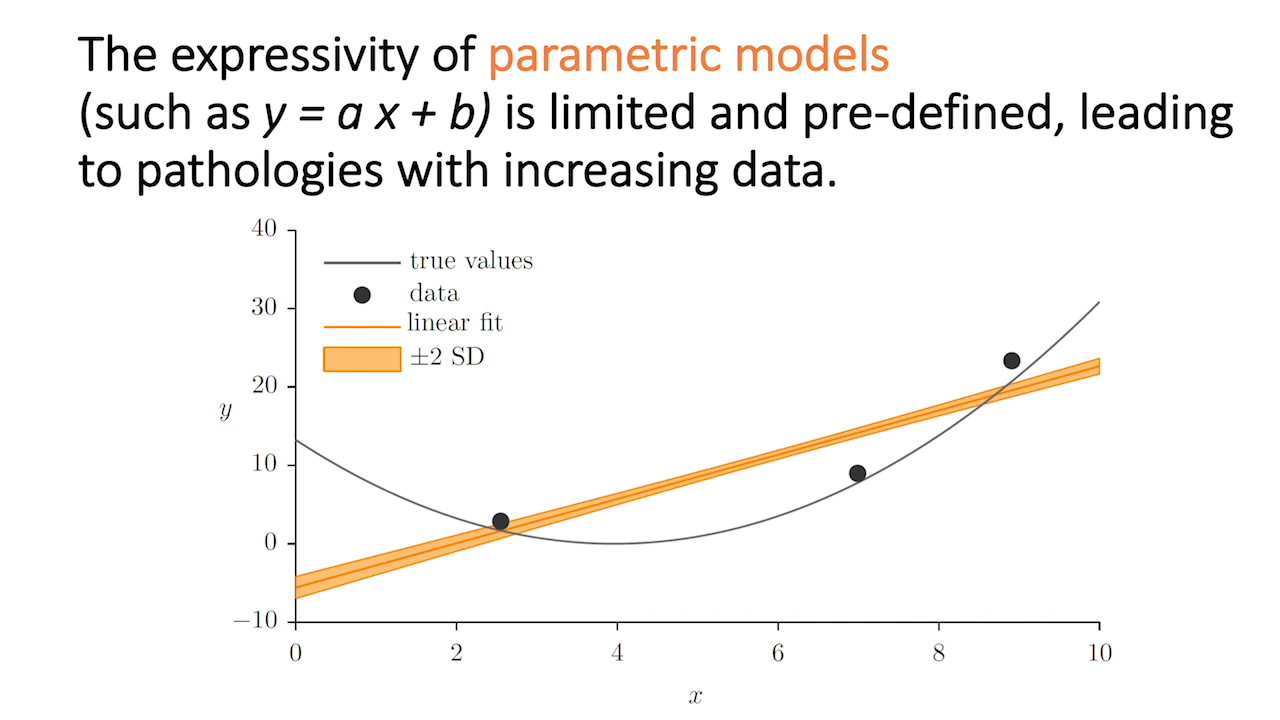 The expressivity of parametric models
(such as y = a x + b) is limited and pre-defined, leading
to pathologies with increasing data.
40
true values
data
30
linear fit
±2 SD
20
y
10
0
−10
0 2 4 6 8 10
x